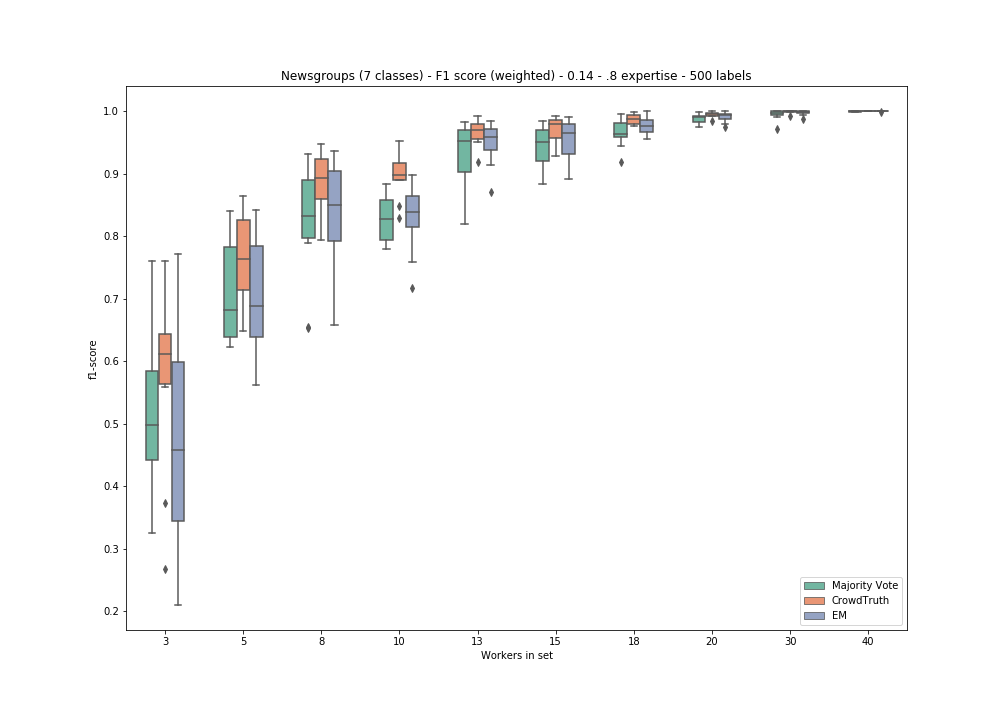 Newsgroups (7 classes) - F1 score (weighted) - 0.14 - .8 expertise - 500 labels
1.0
0.9
0.8
0.7
0.6
0.5
0.4
0.3
0.2
f1-score
3 5 8 10 13 15 18 20 30 40
Workers in set
Majority Vote
CrowdTruth
EM